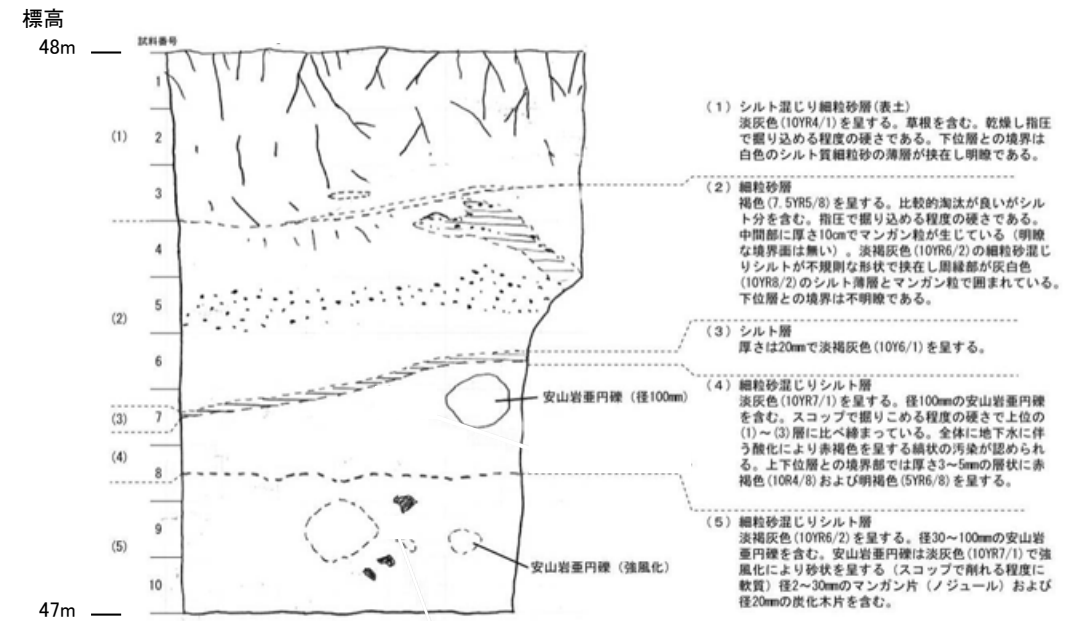 標高
試料番号
48m
1
(1)
2
3
4
5
(2)
6
(3)
7
(4)
8
9
(5)
10
47m
安山岩亜円礫（径100mm）
安山岩亜円礫（強風化）
（1）シルト混じり細粒砂層(表土)
淡灰色(10YR4/1)を呈する。草根を含む。乾燥し指圧
で掘り込める程度の硬さである。下位層との境界は
白色のシルト質細粒砂の薄層が挟在し明瞭である。
（2）細粒砂層
褐色(7.5YR5/8)を呈する。比較的淘汰が良いがシル
ト分を含む。指圧で掘り込める程度の硬さである。
中間部に厚さ10cmでマンガン粒が生じている（明瞭
な境界面は無い）。淡褐灰色(10YR6/2)の細粒砂混じ
りシルトが不規則な形状で挟在し周縁部が灰白色
(10YR8/2)のシルト薄層とマンガン粒で囲まれている。
下位層との境界は不明瞭である。
（3）シルト層
厚さは20mmで淡褐灰色(10Y6/1)を呈する。
（4）細粒砂混じりシルト層
淡灰色(10YR7/1)を呈する。径100mmの安山岩亜円礫
を含む。スコップで掘りこめる程度の硬さで上位の
(1)～(3)層に比べ締まっている。全体に地下水に伴
う酸化により赤褐色を呈する縞状の汚染が認められ
る。上下位層との境界部では厚さ3～5mmの層状に赤
褐色(10R4/8)および明褐色(5YR6/8)を呈する。
（5）細粒砂混じりシルト層
淡褐灰色(10YR6/2)を呈する。径30～100mmの安山岩
亜円礫を含む。安山岩亜円礫は淡灰色(10YR7/1)で強
風化により砂状を呈する（スコップで削れる程度に
軟質）径2～30mmのマンガン片（ノジュール）および
径20mmの炭化木片を含む。